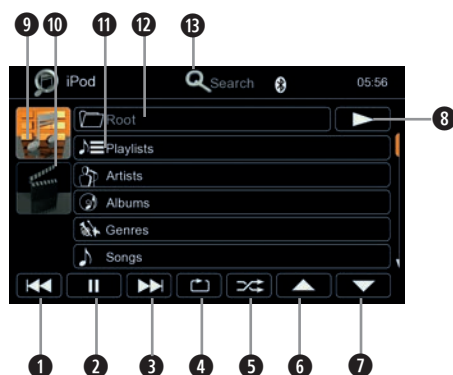 9 10 11 12 13
iPod Search 05:56
Root
8
Playlists
Artists
Albums
Genres
Songs
1 2 3 4 5 6 7